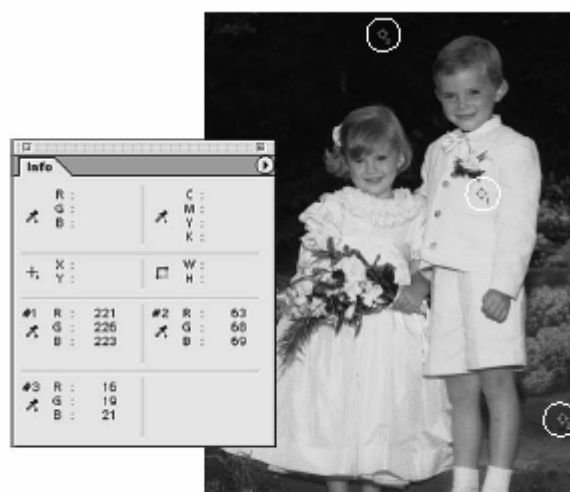 Info
R :
G :
B :
C :
M :
Y :
K :
X :
Y :
W :
H :
#1 R : 221
G : 226
B : 223
#2 R : 63
G : 68
B : 69
#3 R : 16
G : 19
B : 21